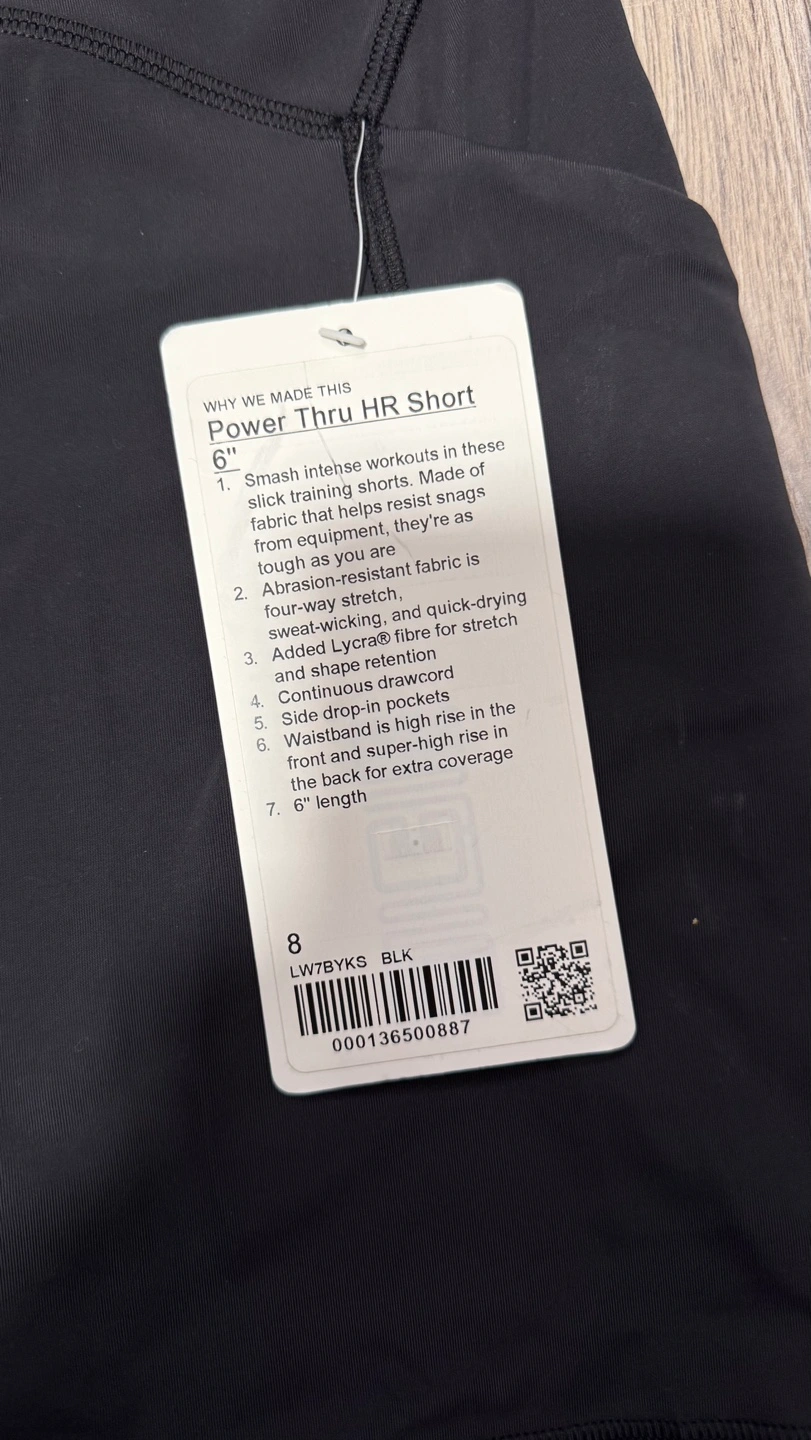 WHY WE MADE THIS
Power Thru HR Short
6"
1. Smash intense workouts in these
slick training shorts. Made of
fabric that helps resist snags
from equipment, they're as
tough as you are
2. Abrasion-resistant fabric is
four-way stretch,
sweat-wicking, and quick-drying
3. Added Lycra® fibre for stretch
and shape retention
4. Continuous drawcord
5. Side drop-in pockets
6. Waistband is high rise in the
front and super-high rise in
the back for extra coverage
7. 6" length
8
LW7BYKS BLK
000136500887